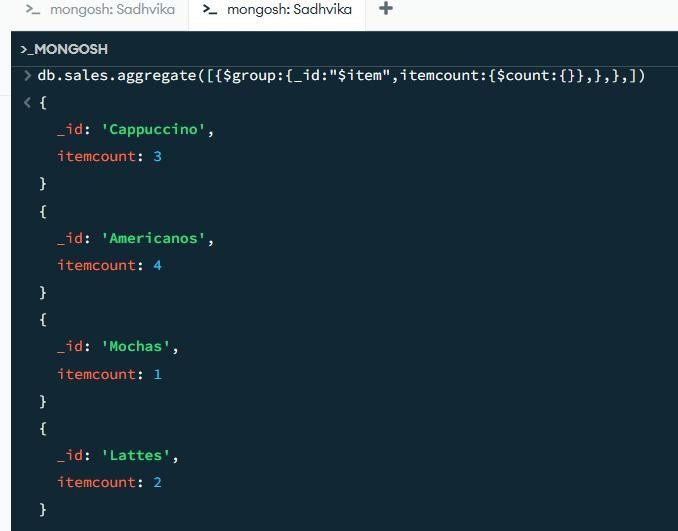 >_ mongosh: Sadhvika >_ mongosh: Sadhvika +
>_MONGOSH
> db.sales.aggregate([{$group:{_id:"$item",itemcount:{$count:{}},},},])
< {
_id: 'Cappuccino',
itemcount: 3
}
{
_id: 'Americanos',
itemcount: 4
}
{
_id: 'Mochas',
itemcount: 1
}
{
_id: 'Lattes',
itemcount: 2
}